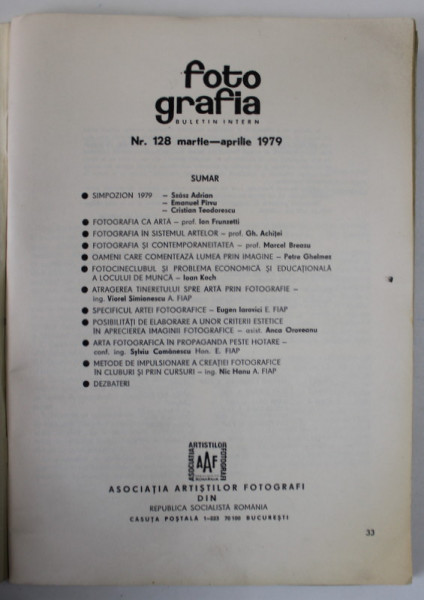 foto
grafia
BULETIN INTERN
Nr. 128 martie—aprilie 1979
SUMAR
● SIMPOZION 1979 — Szász Adrian
— Emanuel Pîrvu
— Cristian Teodorescu
● FOTOGRAFIA CA ARTĂ — prof. Ion Frunzetti
● FOTOGRAFIA ÎN SISTEMUL ARTELOR — prof. Gh. Achiței
● FOTOGRAFIA ȘI CONTEMPORANEITATEA — prof. Marcel Breazu
● OAMENI CARE COMENTEAZĂ LUMEA PRIN IMAGINE — Petre Ghelmez
● FOTOCINECLUBUL ȘI PROBLEMA ECONOMICĂ ȘI EDUCAȚIONALĂ
A LOCULUI DE MUNCĂ — Ioan Koch
● ATRAGEREA TINERETULUI SPRE ARTĂ PRIN FOTOGRAFIE —
ing. Viorel Simionescu A. FIAP
● SPECIFICUL ARTEI FOTOGRAFICE — Eugen Iarovici E. FIAP
● POSIBILITĂȚI DE ELABORARE A UNOR CRITERII ESTETICE
ÎN APRECIEREA IMAGINII FOTOGRAFICE — asist. Anca Oroveanu
● ARTA FOTOGRAFICĂ ÎN PROPAGANDA PESTE HOTARE —
conf. ing. Sylviu Comănescu Hon. E. FIAP
● METODE DE IMPULSIONARE A CREAȚIEI FOTOGRAFICE
ÎN CLUBURI ȘI PRIN CURSURI — ing. Nic Hanu A. FIAP
● DEZBATERI
ARTIȘTILOR
ASOCIAȚIA
AAF
FOTOGRAFI
ASOCIAȚIA ARTIȘTILOR FOTOGRAFI
DIN
REPUBLICA SOCIALISTĂ ROMÂNIA
CĂSUȚA POȘTALĂ 1—223 70100 BUCUREȘTI
33